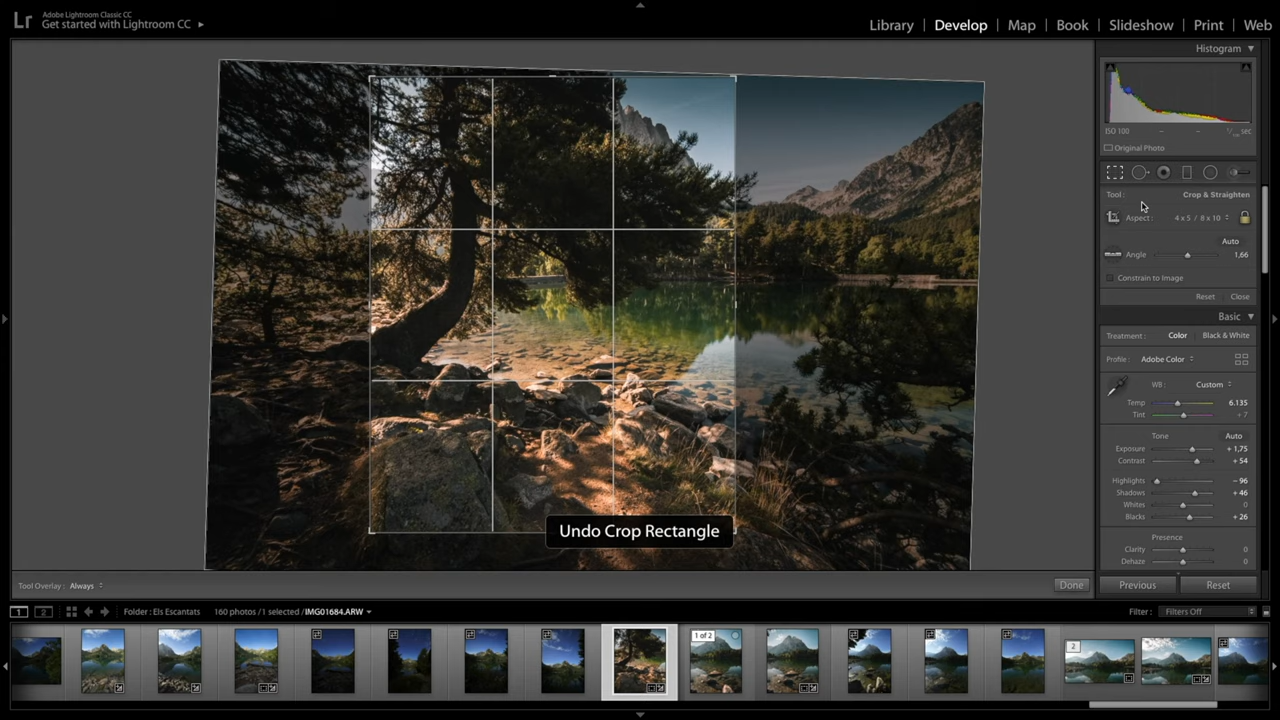 Lr
Adobe Lightroom Classic CC
Get started with Lightroom CC
Library | Develop | Map | Book | Slideshow | Print | Web
Histogram
ISO 100 – – sec
Original Photo
Tool : Crop & Straighten
Aspect : 4 x 5 / 8 x 10
Auto
Angle 1,66
Constrain to Image
Reset Close
Basic
Treatment : Color Black & White
Profile : Adobe Color
WB : Custom
Temp 6.135
Tint + 7
Tone Auto
Exposure + 1,75
Contrast + 54
Highlights – 96
Shadows + 46
Whites 0
Blacks + 26
Presence
Clarity 0
Dehaze 0
Undo Crop Rectangle
Tool Overlay : Always Done
Previous Reset
1 2 Folder : Els Escantats 160 photos /1 selected /IMG01684.ARW Filter : Filters Off
1 of 2
2